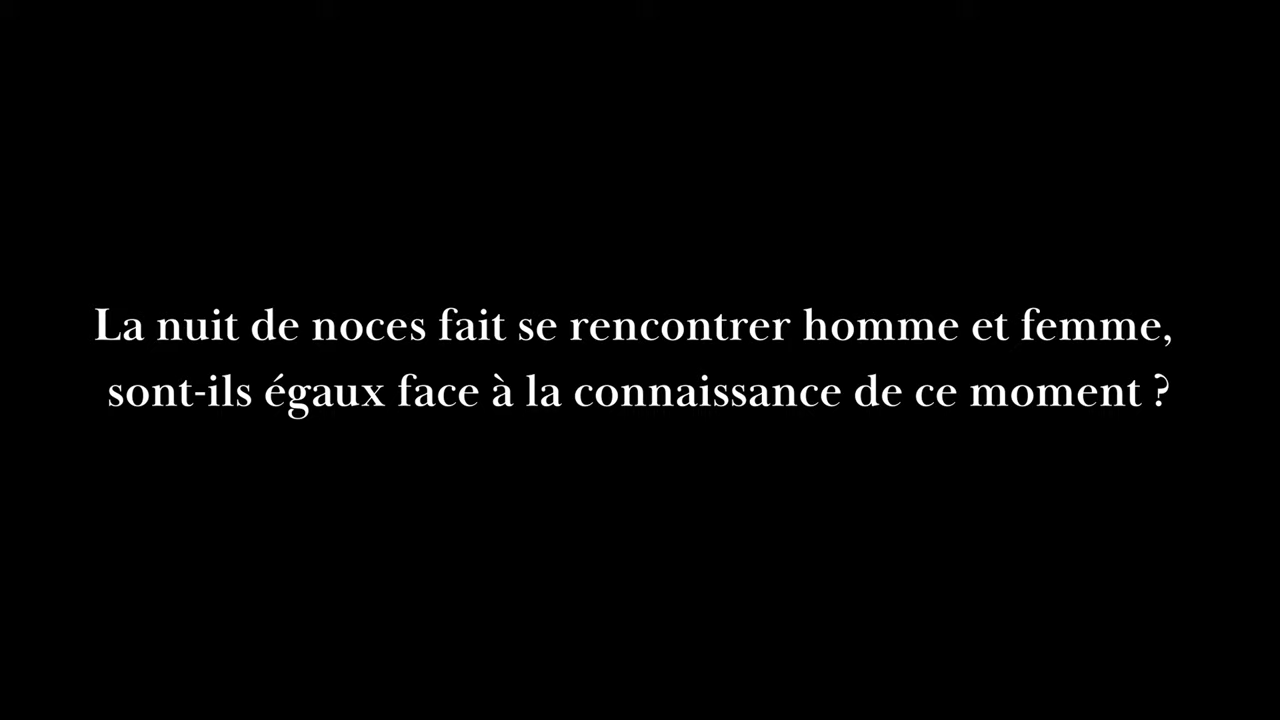 La nuit de noces fait se rencontrer homme et femme,
sont-ils égaux face à la connaissance de ce moment ?